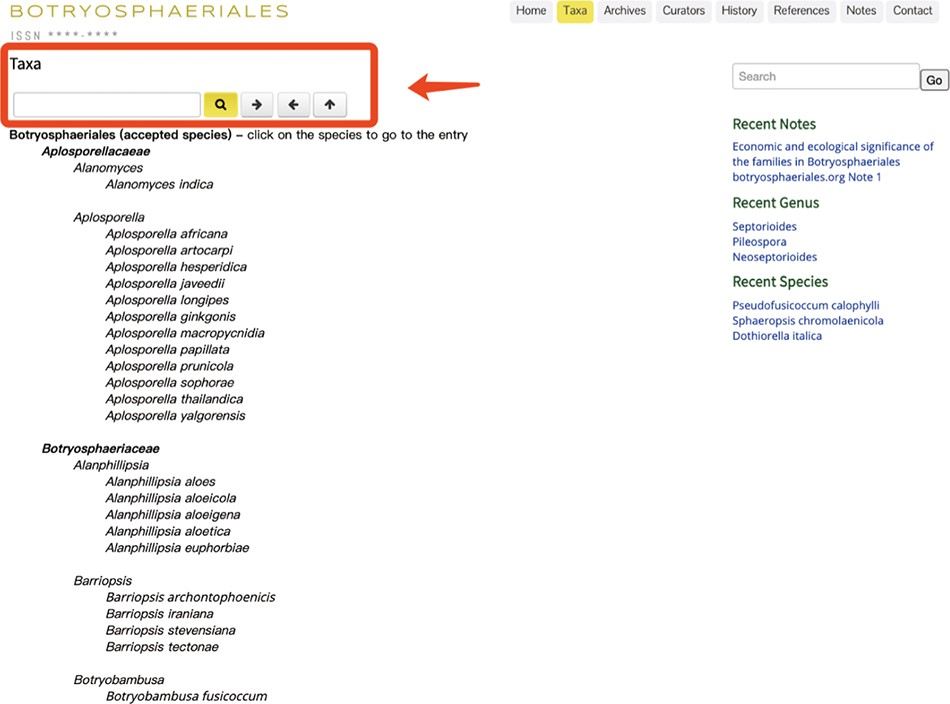 BOTRYOSPHAERIALES
ISSN ****-****
Home Taxa Archives Curators History References Notes Contact
Taxa
Botryosphaeriales (accepted species) – click on the species to go to the entry
Aplosporellacaeae
Alanomyces
Alanomyces indica
Aplosporella
Aplosporella africana
Aplosporella artocarpi
Aplosporella hesperidica
Aplosporella javeedii
Aplosporella longipes
Aplosporella ginkgonis
Aplosporella macropycnidia
Aplosporella papillata
Aplosporella prunicola
Aplosporella sophorae
Aplosporella thailandica
Aplosporella yalgorensis
Botryosphaeriaceae
Alanphillipsia
Alanphillipsia aloes
Alanphillipsia aloeicola
Alanphillipsia aloeigena
Alanphillipsia aloetica
Alanphillipsia euphorbiae
Barriopsis
Barriopsis archontophoenicis
Barriopsis iraniana
Barriopsis stevensiana
Barriopsis tectonae
Botryobambusa
Botryobambusa fusicoccum
Search Go
Recent Notes
Economic and ecological significance of
the families in Botryosphaeriales
botryosphaeriales.org Note 1
Recent Genus
Septorioides
Pileospora
Neoseptorioides
Recent Species
Pseudofusicoccum calophylli
Sphaeropsis chromolaenicola
Dothiorella italica